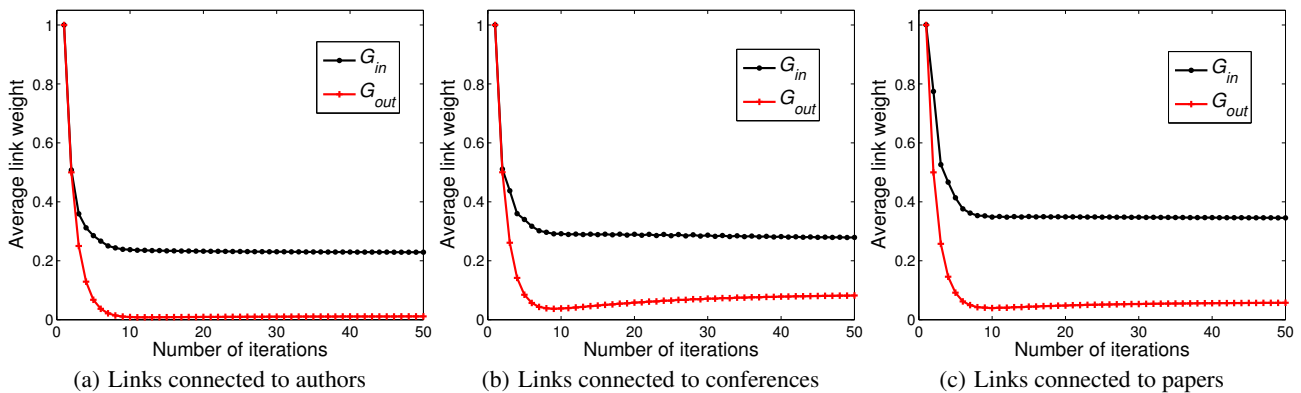 1
0.8
0.6
0.4
0.2
0
0 10 20 30 40 50
Average link weight
Number of iterations
G_in
G_out
(a) Links connected to authors
1
0.8
0.6
0.4
0.2
0
0 10 20 30 40 50
Average link weight
Number of iterations
G_in
G_out
(b) Links connected to conferences
1
0.8
0.6
0.4
0.2
0
0 10 20 30 40 50
Average link weight
Number of iterations
G_in
G_out
(c) Links connected to papers